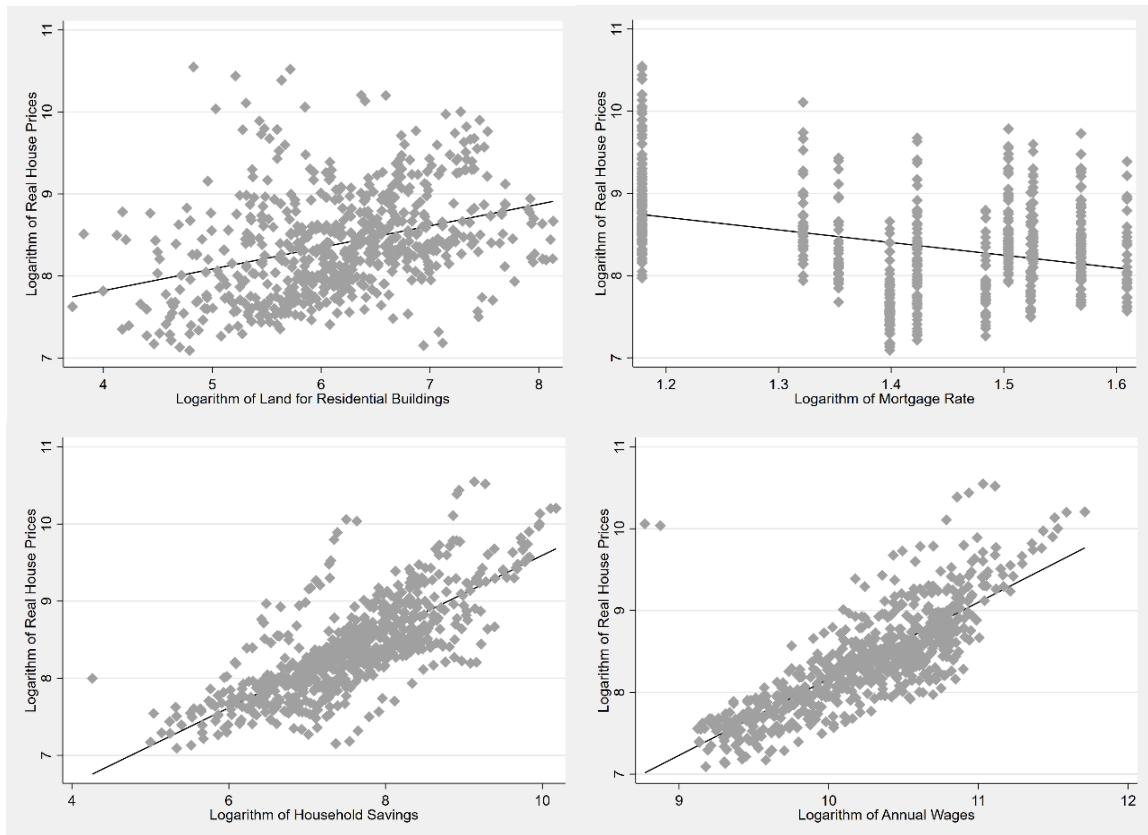 Logarithm of Real House Prices
11
10
9
8
7
4 5 6 7 8
Logarithm of Land for Residential Buildings
Logarithm of Real House Prices
11
10
9
8
7
1.2 1.3 1.4 1.5 1.6
Logarithm of Mortgage Rate
Logarithm of Real House Prices
11
10
9
8
7
4 6 8 10
Logarithm of Household Savings
Logarithm of Real House Prices
11
10
9
8
7
9 10 11 12
Logarithm of Annual Wages